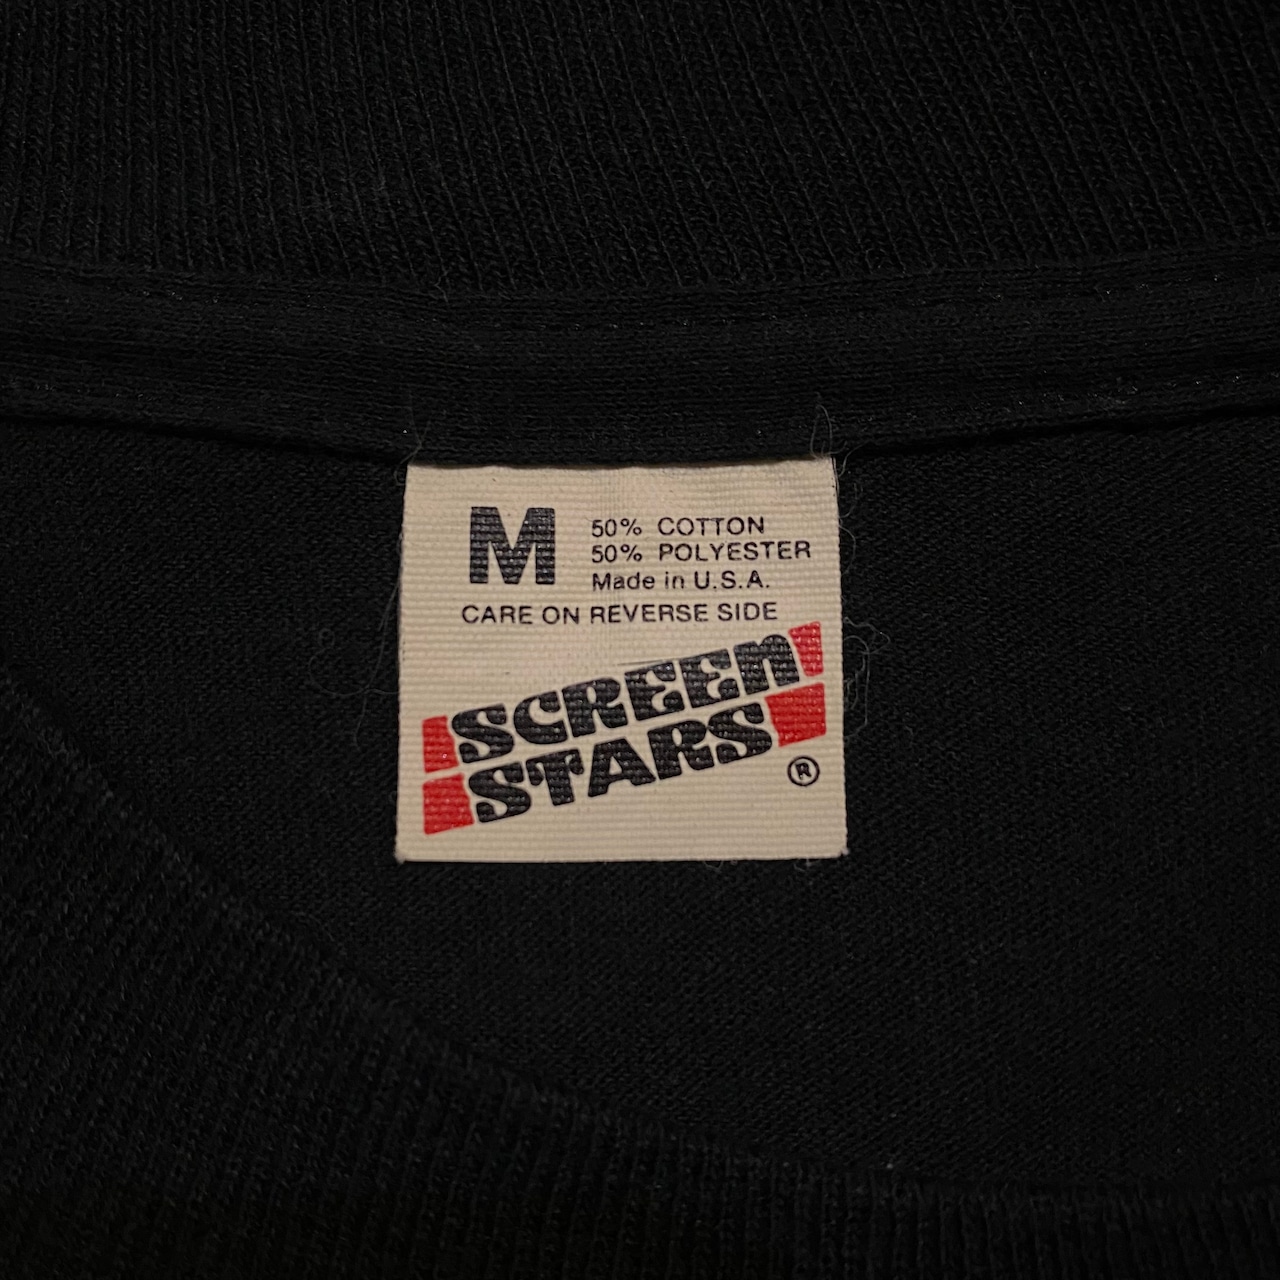 M
50% COTTON
50% POLYESTER
Made in U.S.A.
CARE ON REVERSE SIDE
SCREEN
STARS
®